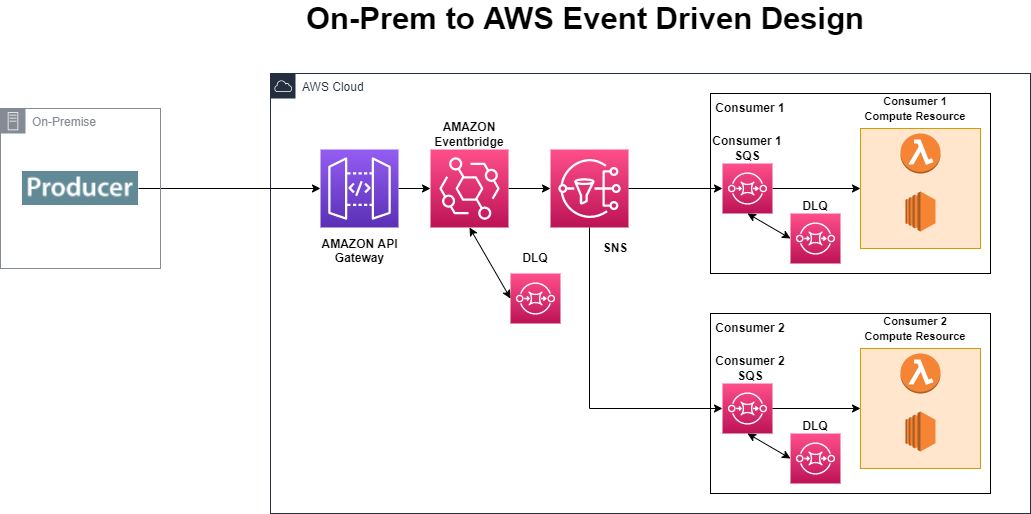 On-Prem to AWS Event Driven Design
AWS Cloud
On-Premise
Producer
AMAZON API
Gateway
AMAZON
Eventbridge
DLQ
SNS
Consumer 1
Consumer 1
SQS
DLQ
Consumer 1
Compute Resource
Consumer 2
Consumer 2
SQS
DLQ
Consumer 2
Compute Resource